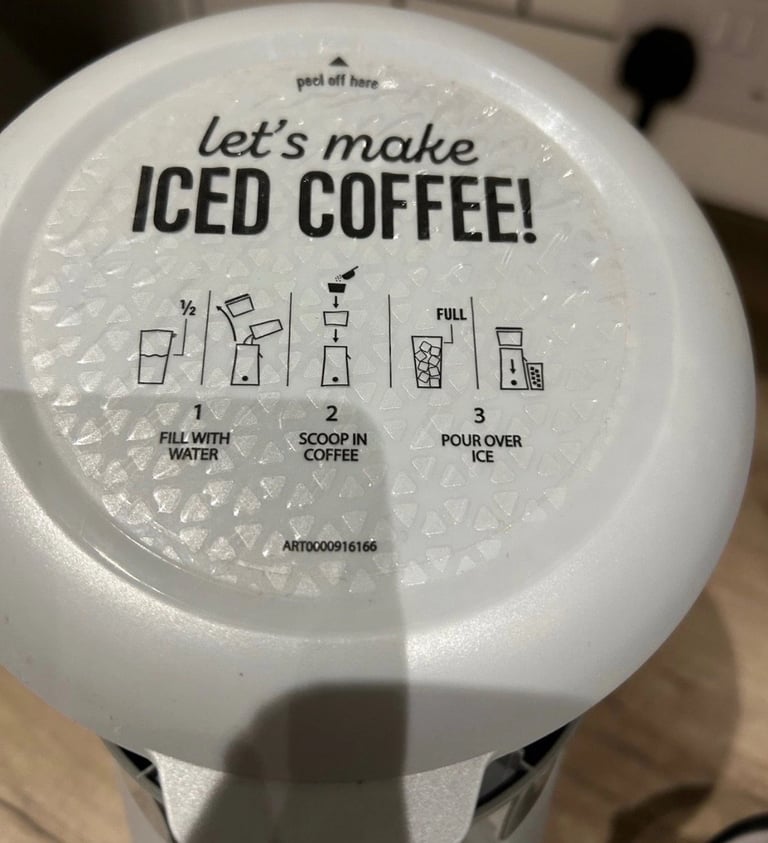 peel off here
let's make
ICED COFFEE!
½
FULL
1
FILL WITH
WATER
2
SCOOP IN
COFFEE
3
POUR OVER
ICE
ART0000916166